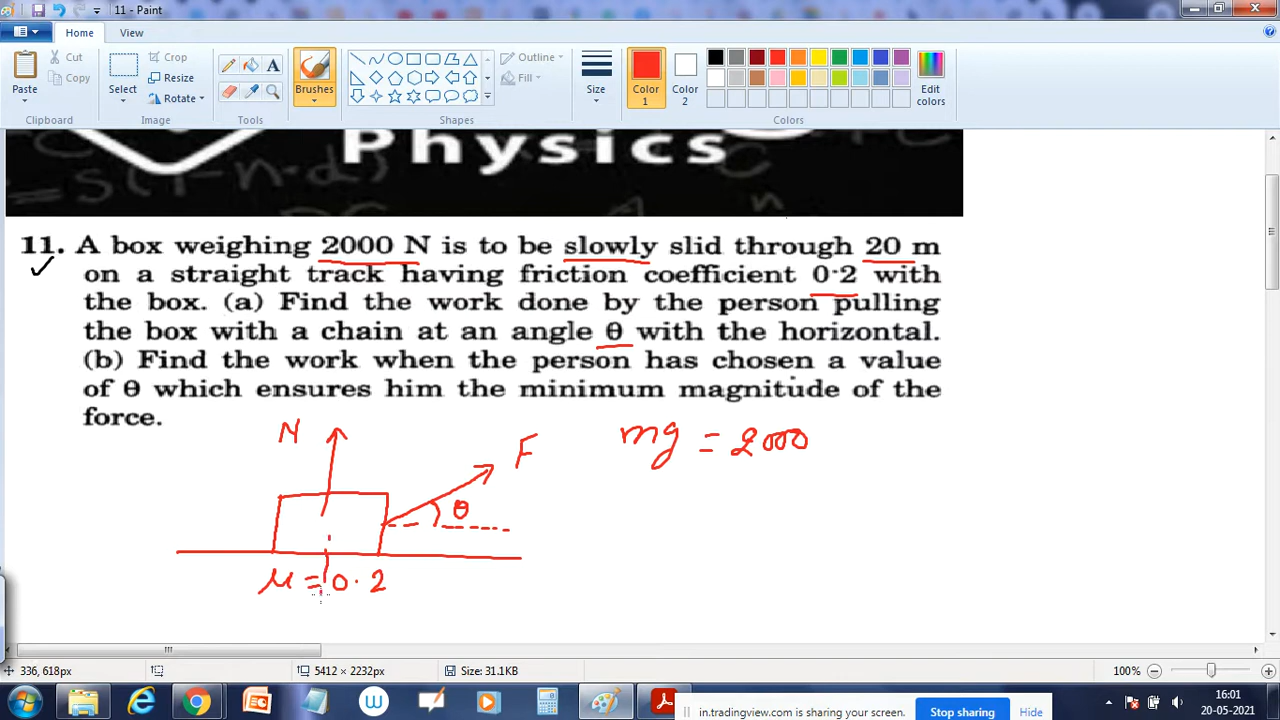 11 - Paint
Home View
Paste
Cut
Copy
Clipboard
Select
Crop
Resize
Rotate
Image
Tools
Brushes
Outline
Fill
Shapes
Size
Color 1
Color 2
Edit colors
Colors
Physics
11. A box weighing 2000 N is to be slowly slid through 20 m
on a straight track having friction coefficient 0·2 with
the box. (a) Find the work done by the person pulling
the box with a chain at an angle θ with the horizontal.
(b) Find the work when the person has chosen a value
of θ which ensures him the minimum magnitude of the
force.
N
F
mg = 2000
θ
μ = 0.2
336, 618px
5412 × 2232px
Size: 31.1KB
100%
in.tradingview.com is sharing your screen.
Stop sharing
Hide
16:01
20-05-2021